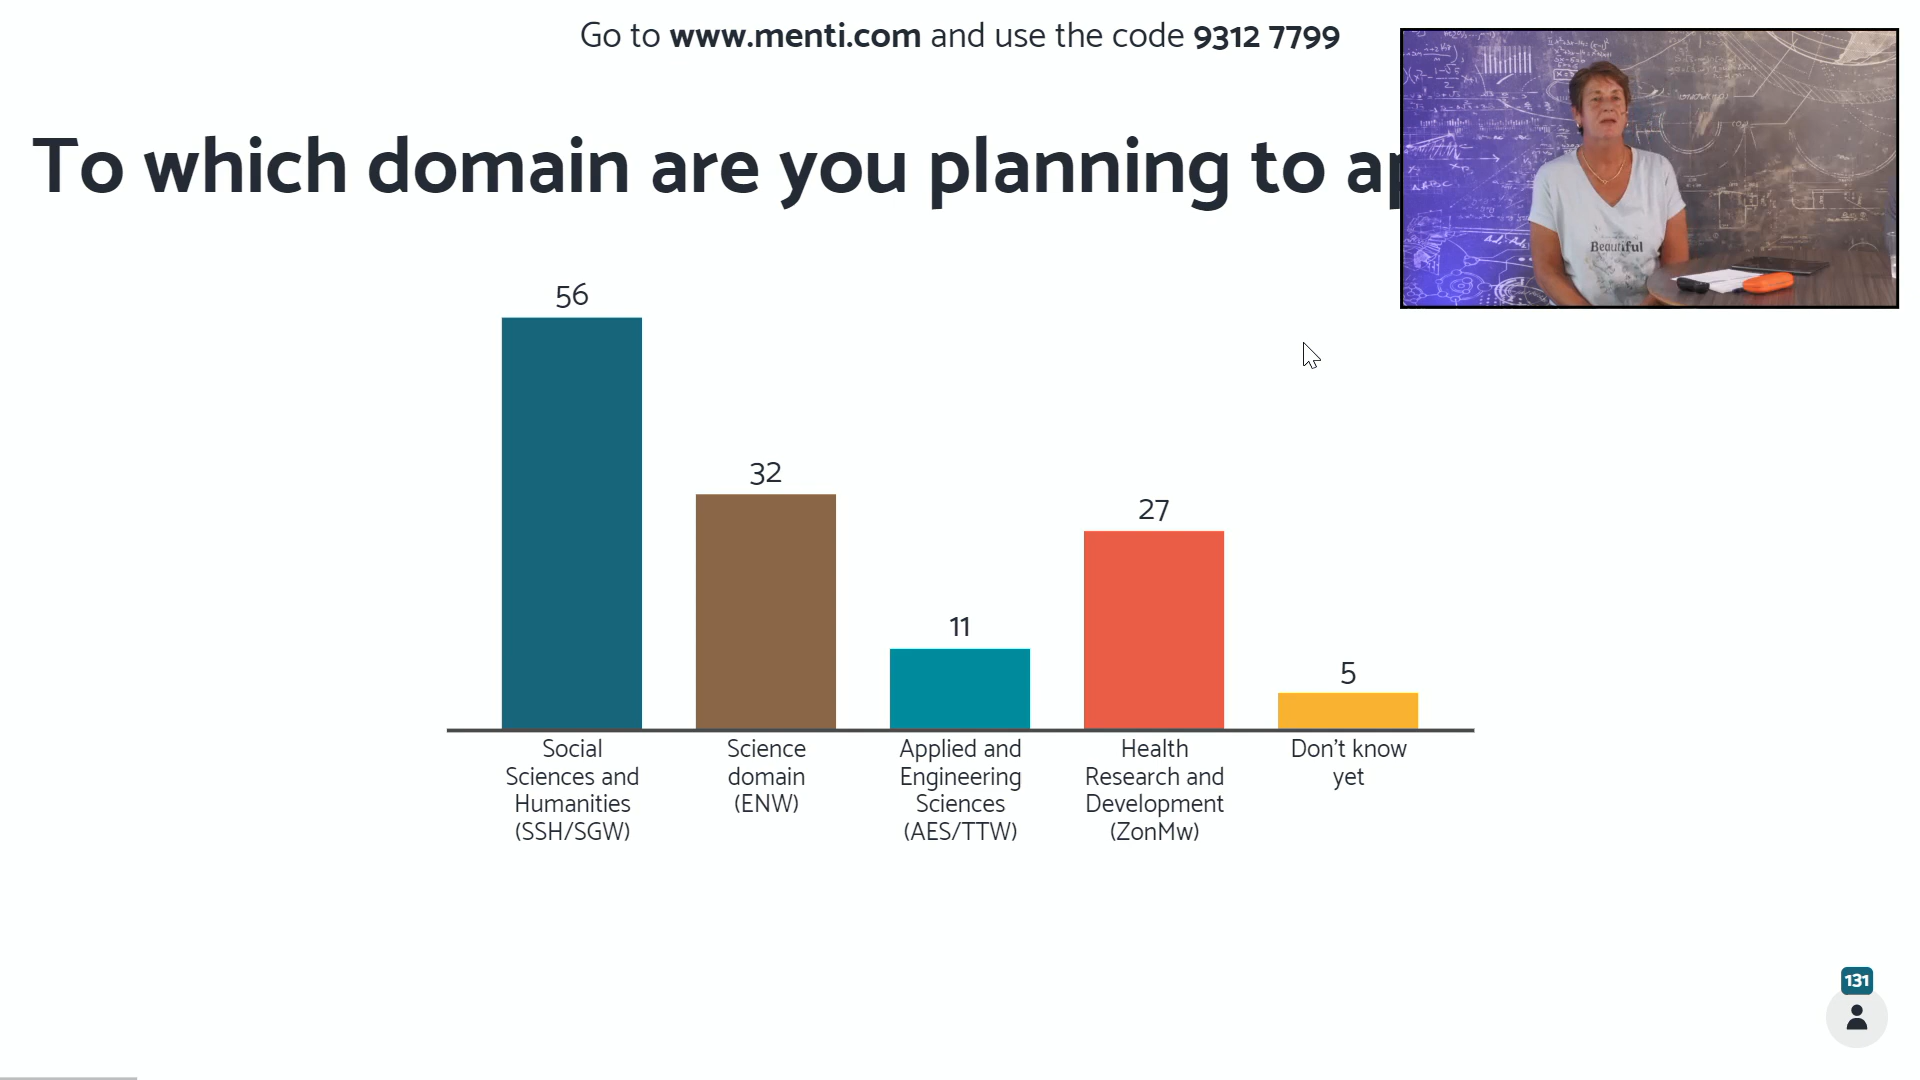 Go to www.menti.com and use the code 9312 7799
To which domain are you planning to ap
56
32
11
27
5
Social
Sciences and
Humanities
(SSH/SGW)
Science
domain
(ENW)
Applied and
Engineering
Sciences
(AES/TTW)
Health
Research and
Development
(ZonMw)
Don't know
yet
Beautiful
131